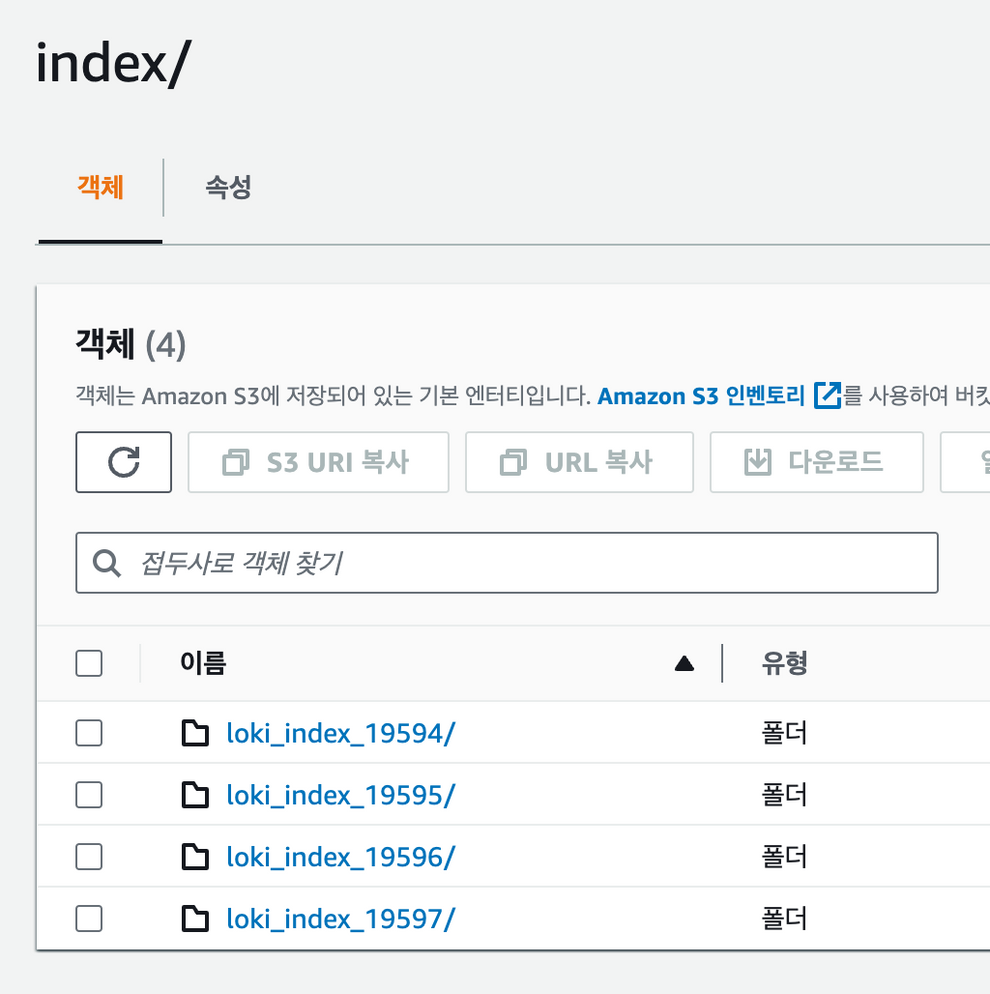 index/
객체 속성
객체 (4)
객체는 Amazon S3에 저장되어 있는 기본 엔터티입니다. Amazon S3 인벤토리 를 사용하여 버킷
S3 URI 복사 URL 복사 다운로드
접두사로 객체 찾기
이름 유형
loki_index_19594/ 폴더
loki_index_19595/ 폴더
loki_index_19596/ 폴더
loki_index_19597/ 폴더